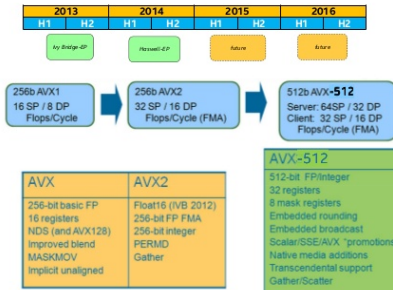 2013 2014 2015 2016
H1 H2 H1 H2 H1 H2 H1 H2
Ivy Bridge-EP Haswell-EP future future
256b AVX1
16 SP / 8 DP
Flops/Cycle
256b AVX2
32 SP / 16 DP
Flops/Cycle (FMA)
512b AVX-512
Server: 64SP / 32 DP
Client: 32 SP / 16 DP
Flops/Cycle (FMA)
AVX
256-bit basic FP
16 registers
NDS (and AVX128)
Improved blend
MASKMOV
Implicit unaligned
AVX2
Float16 (IVB 2012)
256-bit FP FMA
256-bit integer
PERMD
Gather
AVX-512
512-bit FP/Integer
32 registers
8 mask registers
Embedded rounding
Embedded broadcast
Scalar/SSE/AVX "promotions
Native media additions
Transcendental support
Gather/Scatter